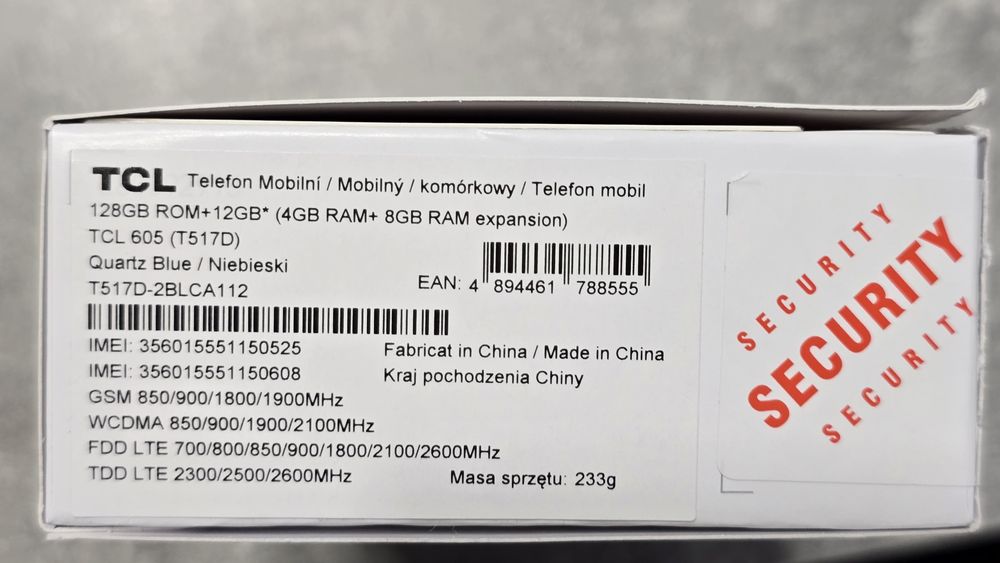 TCL Telefon Mobilní / Mobilný / komórkowy / Telefon mobil
128GB ROM+12GB* (4GB RAM+ 8GB RAM expansion)
TCL 605 (T517D)
Quartz Blue / Niebieski
T517D-2BLCA112
EAN: 4 894461 788555
IMEI: 356015551150525
IMEI: 356015551150608
Fabricat in China / Made in China
Kraj pochodzenia Chiny
GSM 850/900/1800/1900MHz
WCDMA 850/900/1900/2100MHz
FDD LTE 700/800/850/900/1800/2100/2600MHz
TDD LTE 2300/2500/2600MHz
Masa sprzętu: 233g
SECURITY
SECURITY
SECURITY